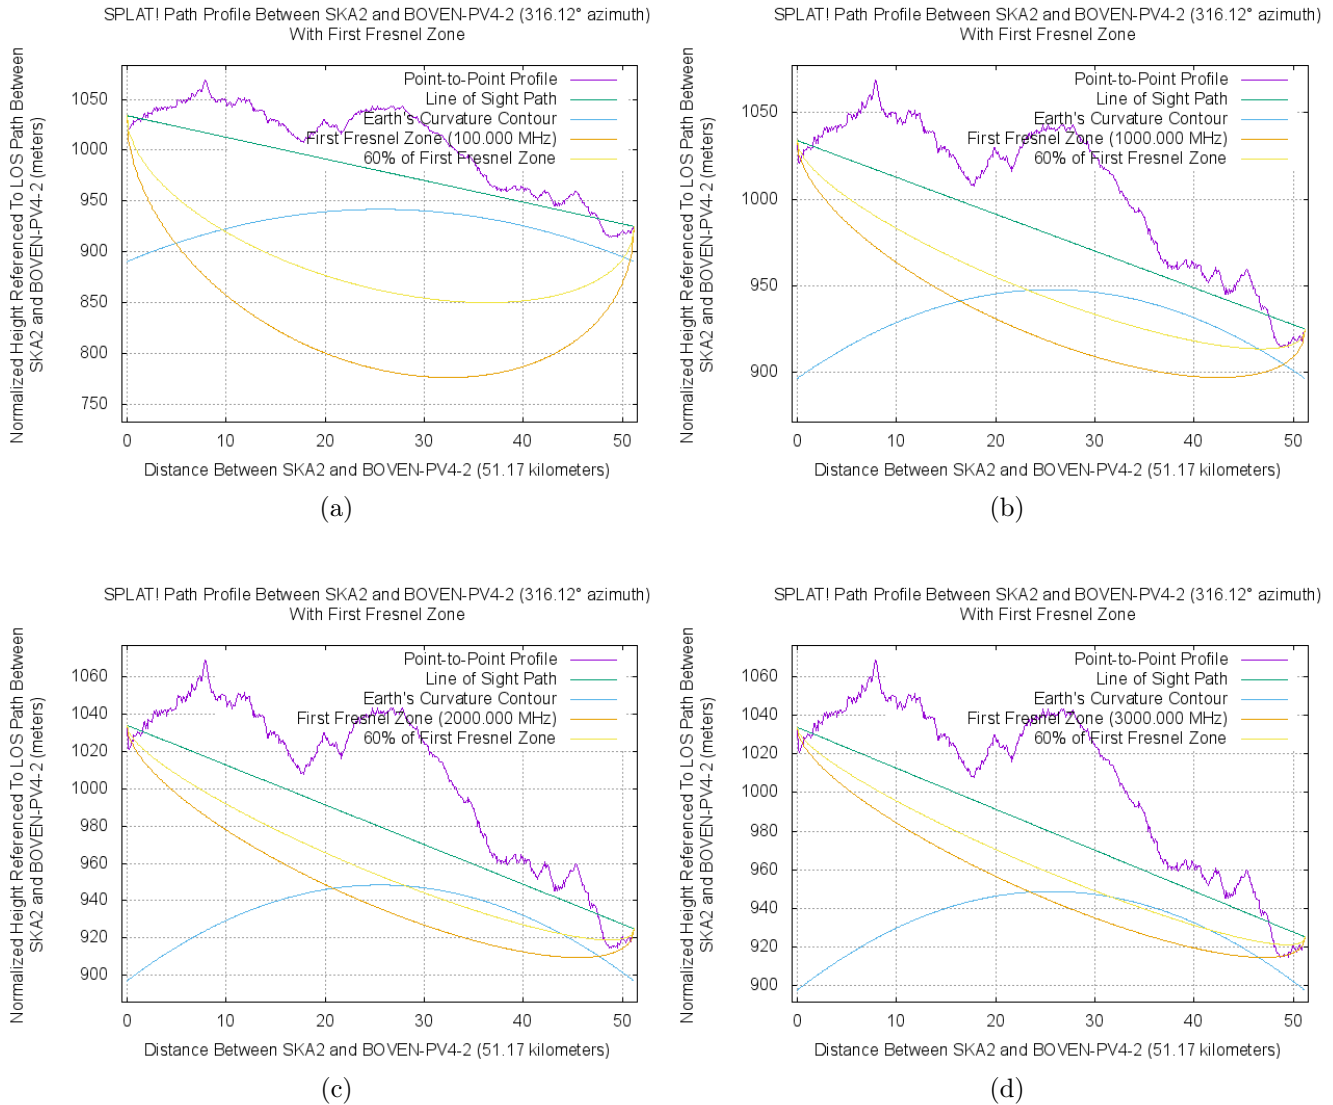 SPLAT! Path Profile Between SKA2 and BOVEN-PV4-2 (316.12° azimuth)
With First Fresnel Zone
Normalized Height Referenced To LOS Path Between
SKA2 and BOVEN-PV4-2 (meters)
Point-to-Point Profile
Line of Sight Path
Earth's Curvature Contour
First Fresnel Zone (100.000 MHz)
60% of First Fresnel Zone
1050
1000
950
900
850
800
750
0 10 20 30 40 50
Distance Between SKA2 and BOVEN-PV4-2 (51.17 kilometers)
(a)
SPLAT! Path Profile Between SKA2 and BOVEN-PV4-2 (316.12° azimuth)
With First Fresnel Zone
Normalized Height Referenced To LOS Path Between
SKA2 and BOVEN-PV4-2 (meters)
Point-to-Point Profile
Line of Sight Path
Earth's Curvature Contour
First Fresnel Zone (1000.000 MHz)
60% of First Fresnel Zone
1050
1000
950
900
0 10 20 30 40 50
Distance Between SKA2 and BOVEN-PV4-2 (51.17 kilometers)
(b)
SPLAT! Path Profile Between SKA2 and BOVEN-PV4-2 (316.12° azimuth)
With First Fresnel Zone
Normalized Height Referenced To LOS Path Between
SKA2 and BOVEN-PV4-2 (meters)
Point-to-Point Profile
Line of Sight Path
Earth's Curvature Contour
First Fresnel Zone (2000.000 MHz)
60% of First Fresnel Zone
1060
1040
1020
1000
980
960
940
920
900
0 10 20 30 40 50
Distance Between SKA2 and BOVEN-PV4-2 (51.17 kilometers)
(c)
SPLAT! Path Profile Between SKA2 and BOVEN-PV4-2 (316.12° azimuth)
With First Fresnel Zone
Normalized Height Referenced To LOS Path Between
SKA2 and BOVEN-PV4-2 (meters)
Point-to-Point Profile
Line of Sight Path
Earth's Curvature Contour
First Fresnel Zone (3000.000 MHz)
60% of First Fresnel Zone
1060
1040
1020
1000
980
960
940
920
900
0 10 20 30 40 50
Distance Between SKA2 and BOVEN-PV4-2 (51.17 kilometers)
(d)